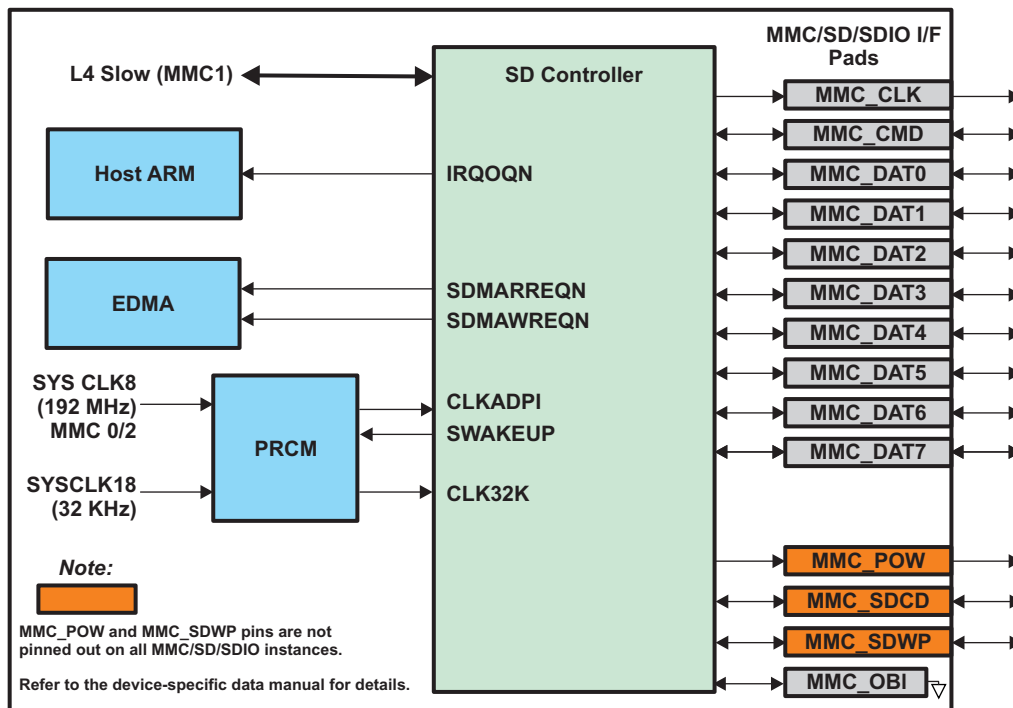 MMC/SD/SDIO I/F
Pads
L4 Slow (MMC1)
SD Controller
MMC_CLK
MMC_CMD
Host ARM
IRQOQN
MMC_DAT0
MMC_DAT1
MMC_DAT2
EDMA
SDMARREQN
SDMAWREQN
MMC_DAT3
MMC_DAT4
SYS CLK8
(192 MHz)
MMC 0/2
PRCM
CLKADPI
SWAKEUP
MMC_DAT5
MMC_DAT6
MMC_DAT7
SYSCLK18
(32 KHz)
CLK32K
Note:
MMC_POW
MMC_SDCD
MMC_SDWP
MMC_OBI
MMC_POW and MMC_SDWP pins are not
pinned out on all MMC/SD/SDIO instances.
Refer to the device-specific data manual for details.